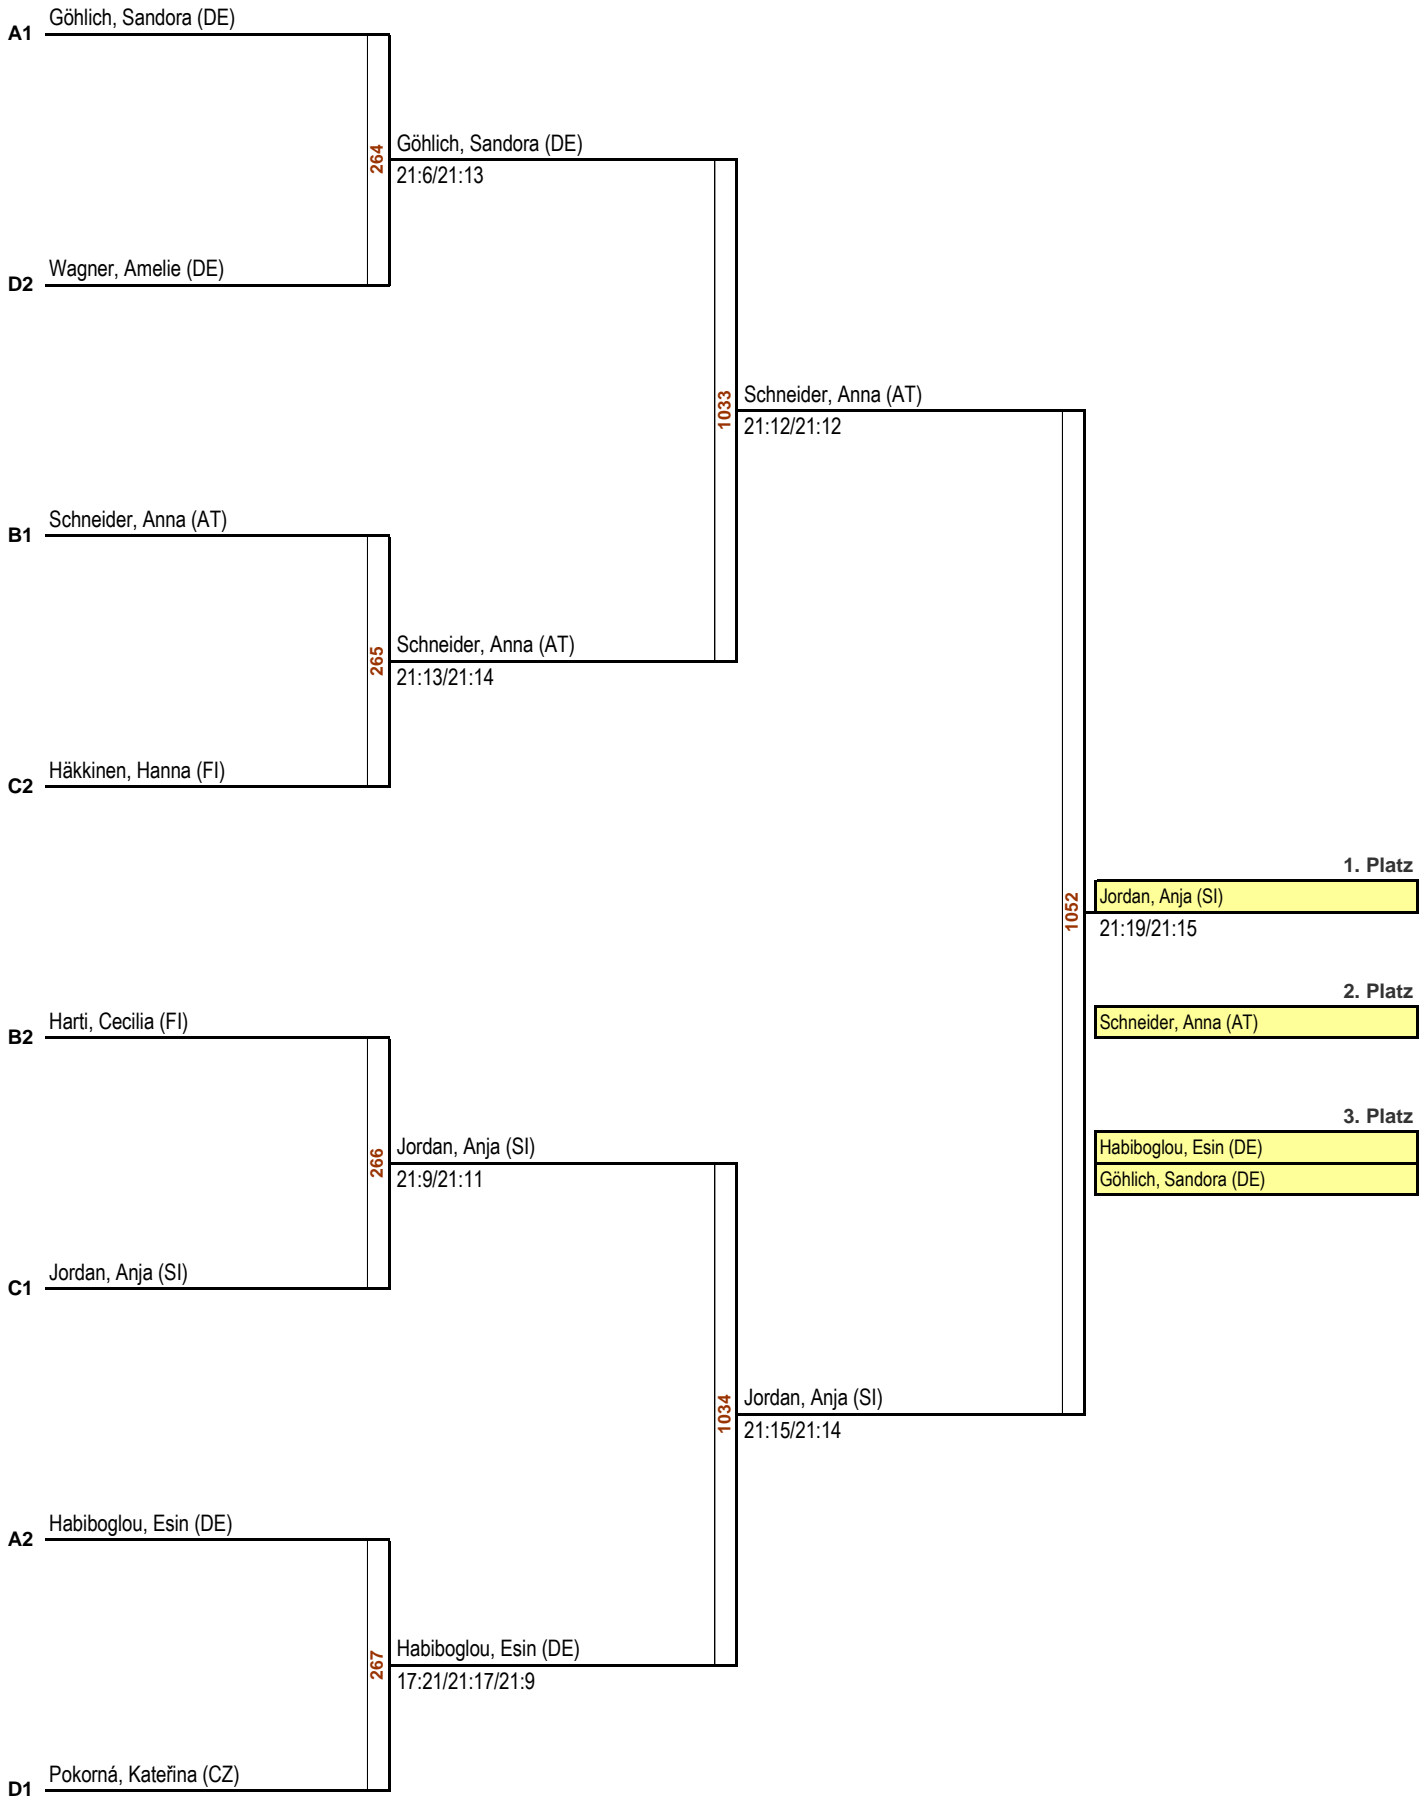 Göhlich, Sandora (DE)
A1
264
Göhlich, Sandora (DE)
21:6/21:13
Wagner, Amelie (DE)
D2
1033
Schneider, Anna (AT)
21:12/21:12
Schneider, Anna (AT)
B1
265
Schneider, Anna (AT)
21:13/21:14
Häkkinen, Hanna (FI)
C2
1052
1. Platz
Jordan, Anja (SI)
21:19/21:15
2. Platz
Schneider, Anna (AT)
3. Platz
Habiboglou, Esin (DE)
Göhlich, Sandora (DE)
Harti, Cecilia (FI)
B2
266
Jordan, Anja (SI)
21:9/21:11
Jordan, Anja (SI)
C1
1034
Jordan, Anja (SI)
21:15/21:14
Habiboglou, Esin (DE)
A2
267
Habiboglou, Esin (DE)
17:21/21:17/21:9
Pokorná, Kateřina (CZ)
D1